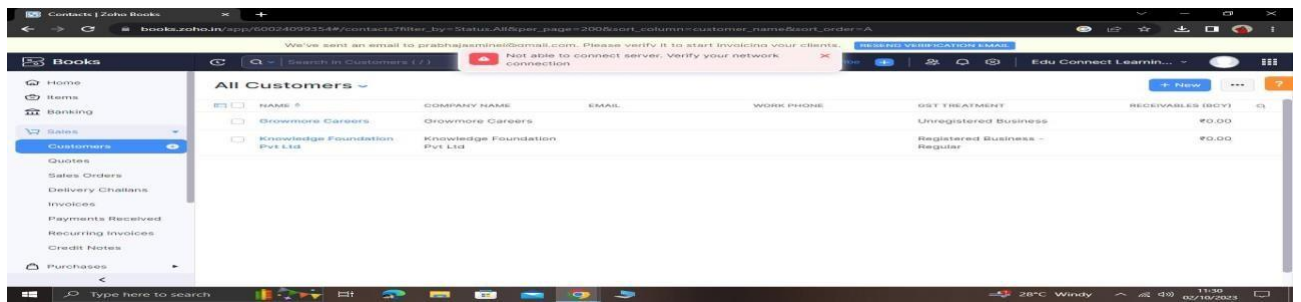 Contacts | Zoho Books
books.zoho.in/app/60024099354#/contacts?filter_by=Status.All&per_page=200&sort_column=customer_name&sort_order=A
We've sent an email to prabhajasmine@gmail.com. Please verify it to start invoicing your clients. RESEND VERIFICATION EMAIL
Books
Search in Customers ( / )
Not able to connect server. Verify your network
connection
Edu Connect Learnin...
Home
Items
Banking
Sales
Customers
Quotes
Sales Orders
Delivery Challans
Invoices
Payments Received
Recurring Invoices
Credit Notes
Purchases
All Customers
+ New
NAME COMPANY NAME EMAIL WORK PHONE GST TREATMENT RECEIVABLES (BCY)
Growmore Careers Growmore Careers Unregistered Business ₹0.00
Knowledge Foundation Knowledge Foundation Registered Business - ₹0.00
Pvt Ltd Pvt Ltd Regular
Type here to search
28°C Windy
11:30
02/10/2023